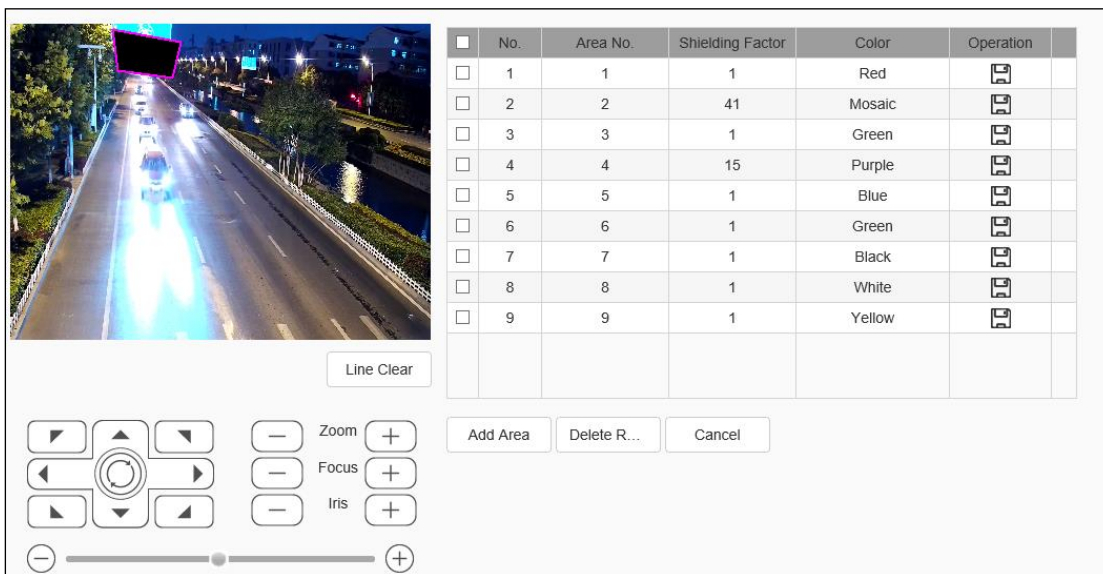 No. Area No. Shielding Factor Color Operation
1 1 1 Red
2 2 41 Mosaic
3 3 1 Green
4 4 15 Purple
5 5 1 Blue
6 6 1 Green
7 7 1 Black
8 8 1 White
9 9 1 Yellow
Line Clear
Zoom
Focus
Iris
Add Area Delete R... Cancel